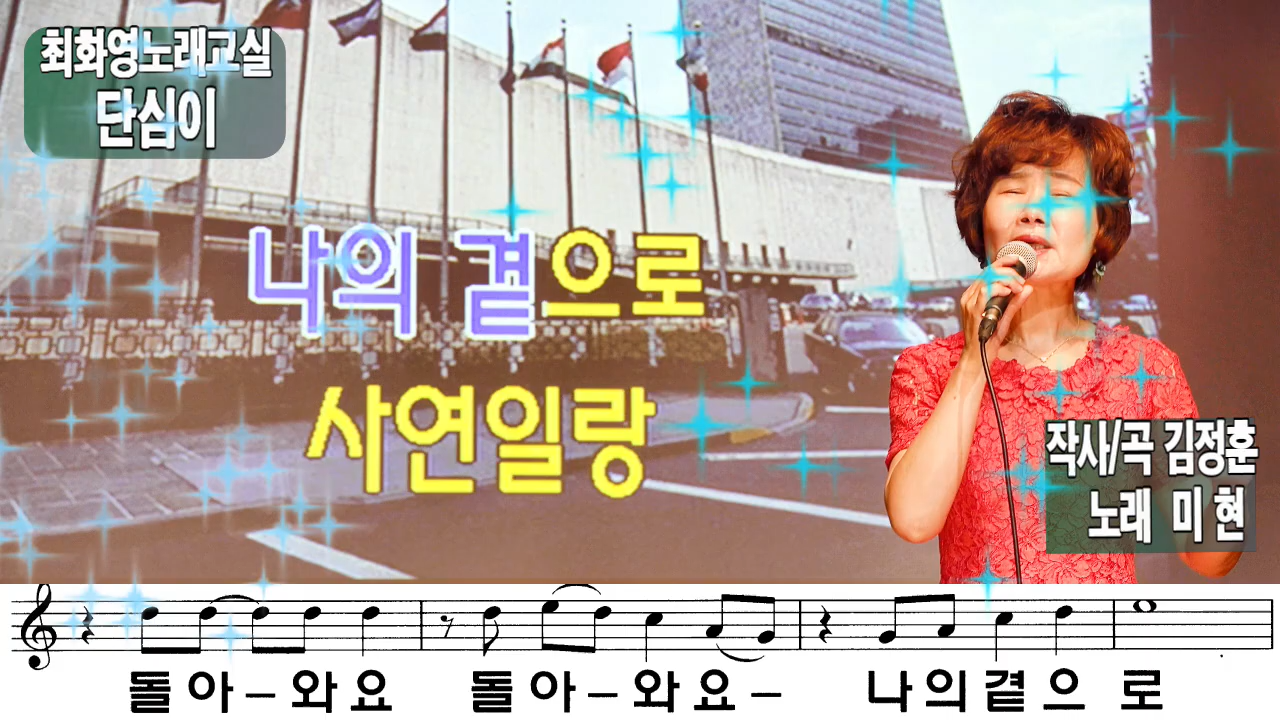 최화영노래교실
단심이
나의 곁으로
사연일랑
작사/곡 김정훈
노래 미현
돌아-와요 돌아-와요- 나의곁으로